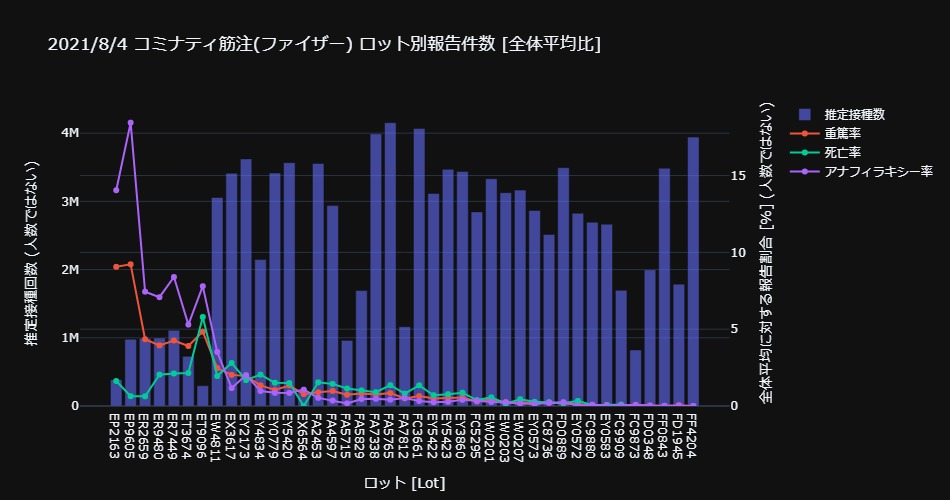 2021/8/4 コミナティ筋注(ファイザー) ロット別報告件数 [全体平均比]
推定接種数
重篤率
死亡率
アナフィラキシー率
推定接種回数 (人数ではない)
4M
3M
2M
1M
0
15
10
5
0
全体平均に対する報告割合 [%] (人数ではない)
EP2163
EP9605
ER2659
ER9480
ER7449
ET3674
ET9096
EW4811
EX3617
EY2173
EY4834
EY0779
EY5420
EX6564
FA2453
FA4597
FA5715
FA5829
FA7338
FA5765
FA7812
FC3661
EY5422
EY5423
EY3860
FC5295
EW0201
EW0203
EW0207
EY0573
FC8736
FD0889
EY0572
FC9880
EY0583
FC9909
FC9873
FD0348
FF0843
FD1945
FF4204
ロット [Lot]